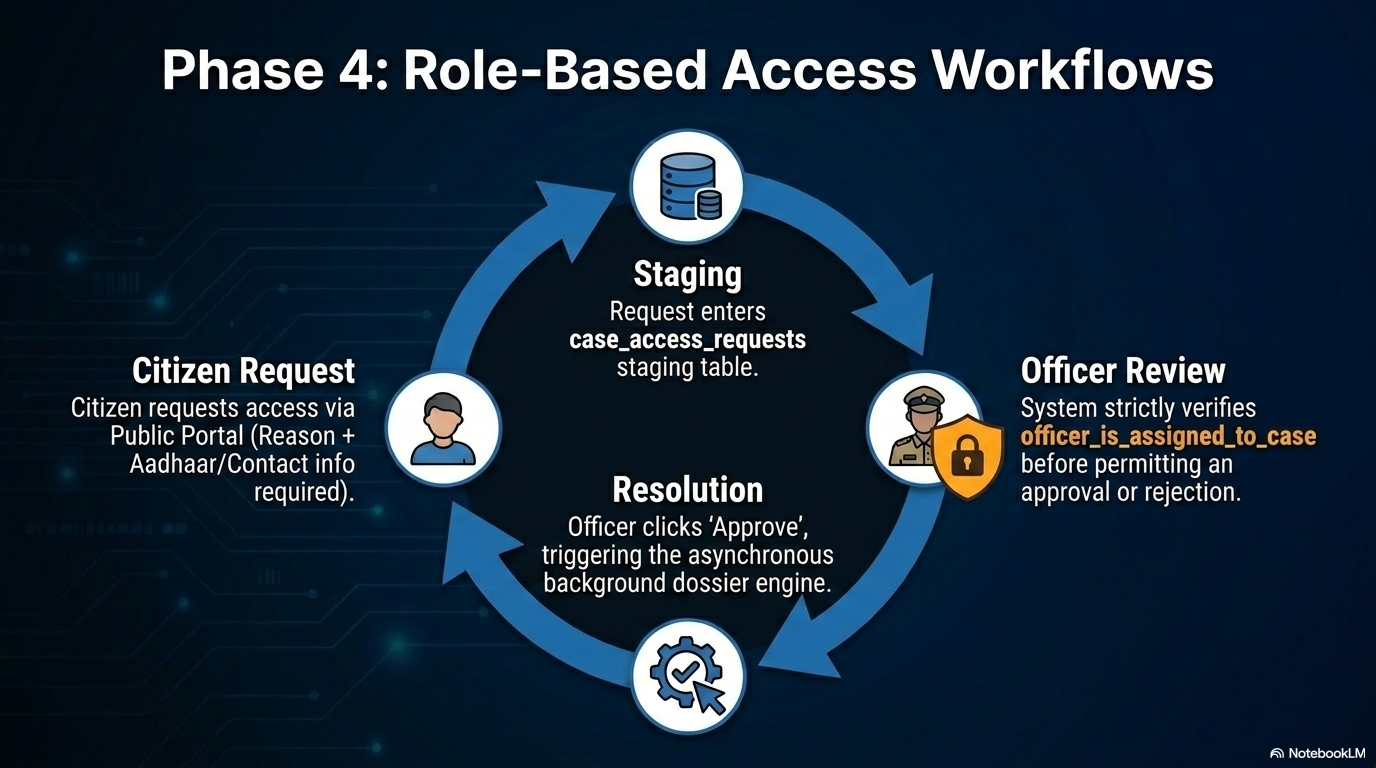 Phase 4: Role-Based Access Workflows
Staging
Request enters
case_access_requests
staging table.
Citizen Request
Citizen requests access via
Public Portal (Reason +
Aadhaar/Contact info
required).
Officer Review
System strictly verifies
officer_is_assigned_to_case
before permitting an
approval or rejection.
Resolution
Officer clicks ‘Approve’,
triggering the asynchronous
background dossier engine.
NotebookLM